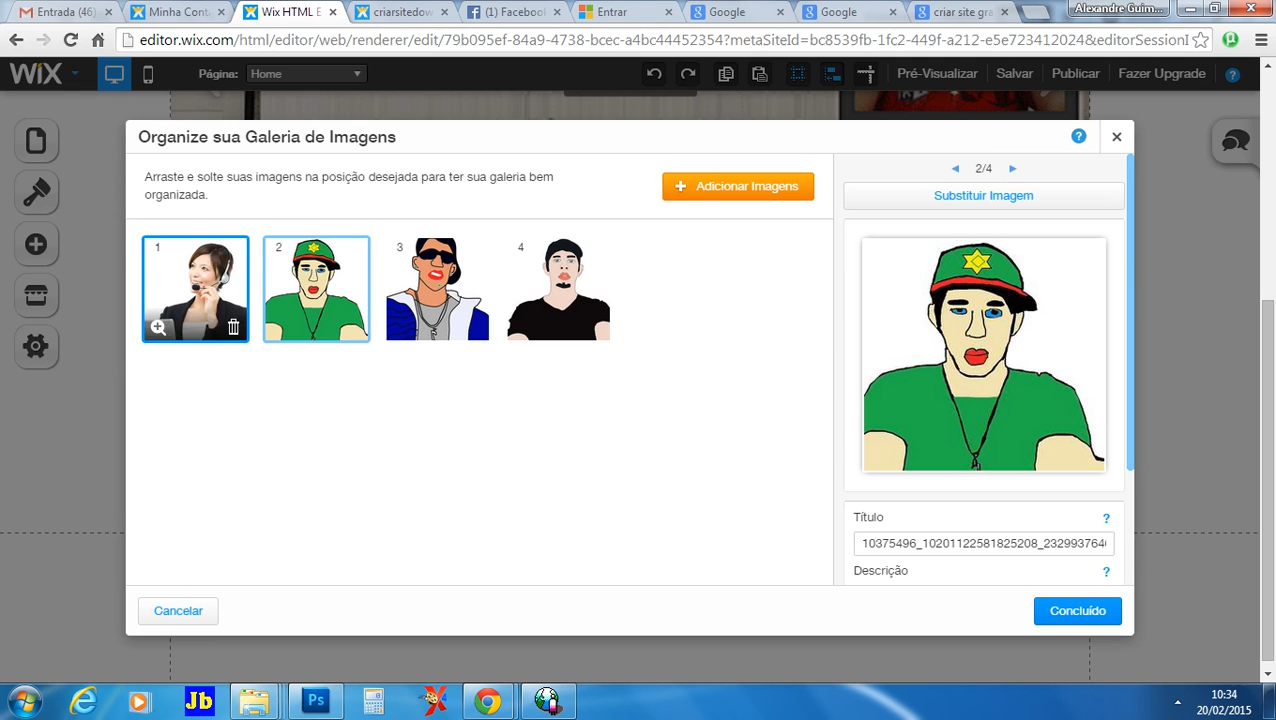 Entrada (46)
Minha Cont
Wix HTML E
criarsitedow
(1) Facebook
Entrar
Google
Google
criar site gra
Alexandre Guim...
editor.wix.com/html/editor/web/renderer/edit/79b095ef-84a9-4738-bcec-a4bc44452354?metaSiteId=bc8539fb-1fc2-449f-a212-e5e723412024&editorSessionI
WiX
Página:
Home
Pré-Visualizar
Salvar
Publicar
Fazer Upgrade
?
Organize sua Galeria de Imagens
?
Arraste e solte suas imagens na posição desejada para ter sua galeria bem
organizada.
+ Adicionar Imagens
2/4
Substituir Imagem
1
2
3
4
Título
?
10375496_10201122581825208_2329937646
Descrição
?
Cancelar
Concluído
Jb
Ps
10:34
20/02/2015